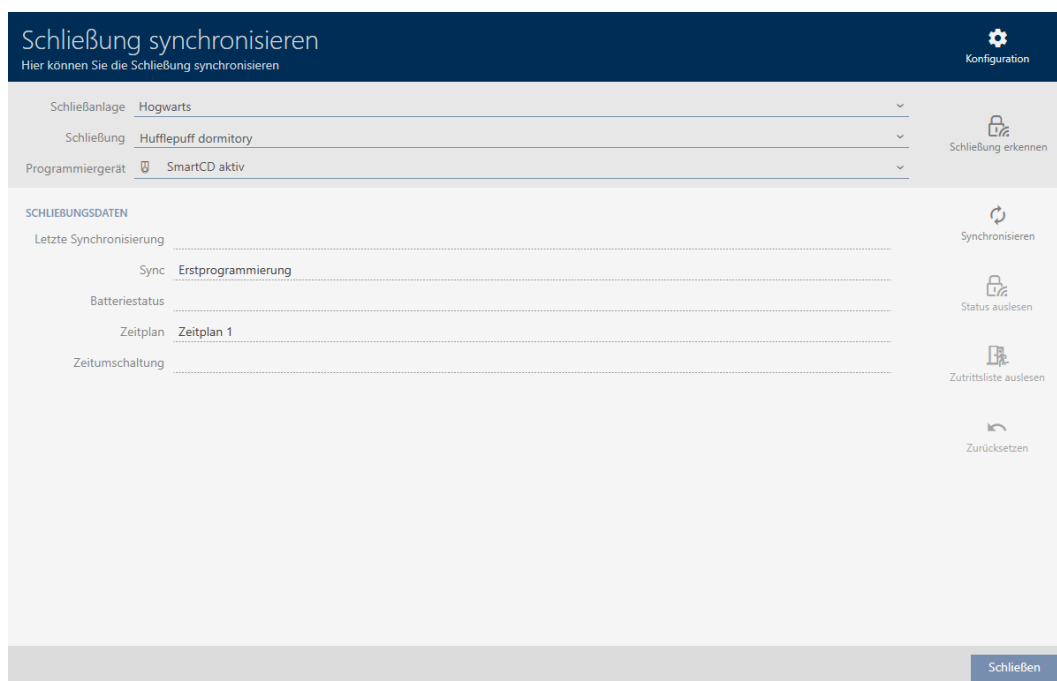 Schließung synchronisieren
Hier können Sie die Schließung synchronisieren
Konfiguration
Schließanlage Hogwarts
Schließung Hufflepuff dormitory
Programmiergerät SmartCD aktiv
Schließung erkennen
SCHLIEßUNGSDATEN
Letzte Synchronisierung
Sync Erstprogrammierung
Batteriestatus
Zeitplan Zeitplan 1
Zeitumschaltung
Synchronisieren
Status auslesen
Zutrittsliste auslesen
Zurücksetzen
Schließen